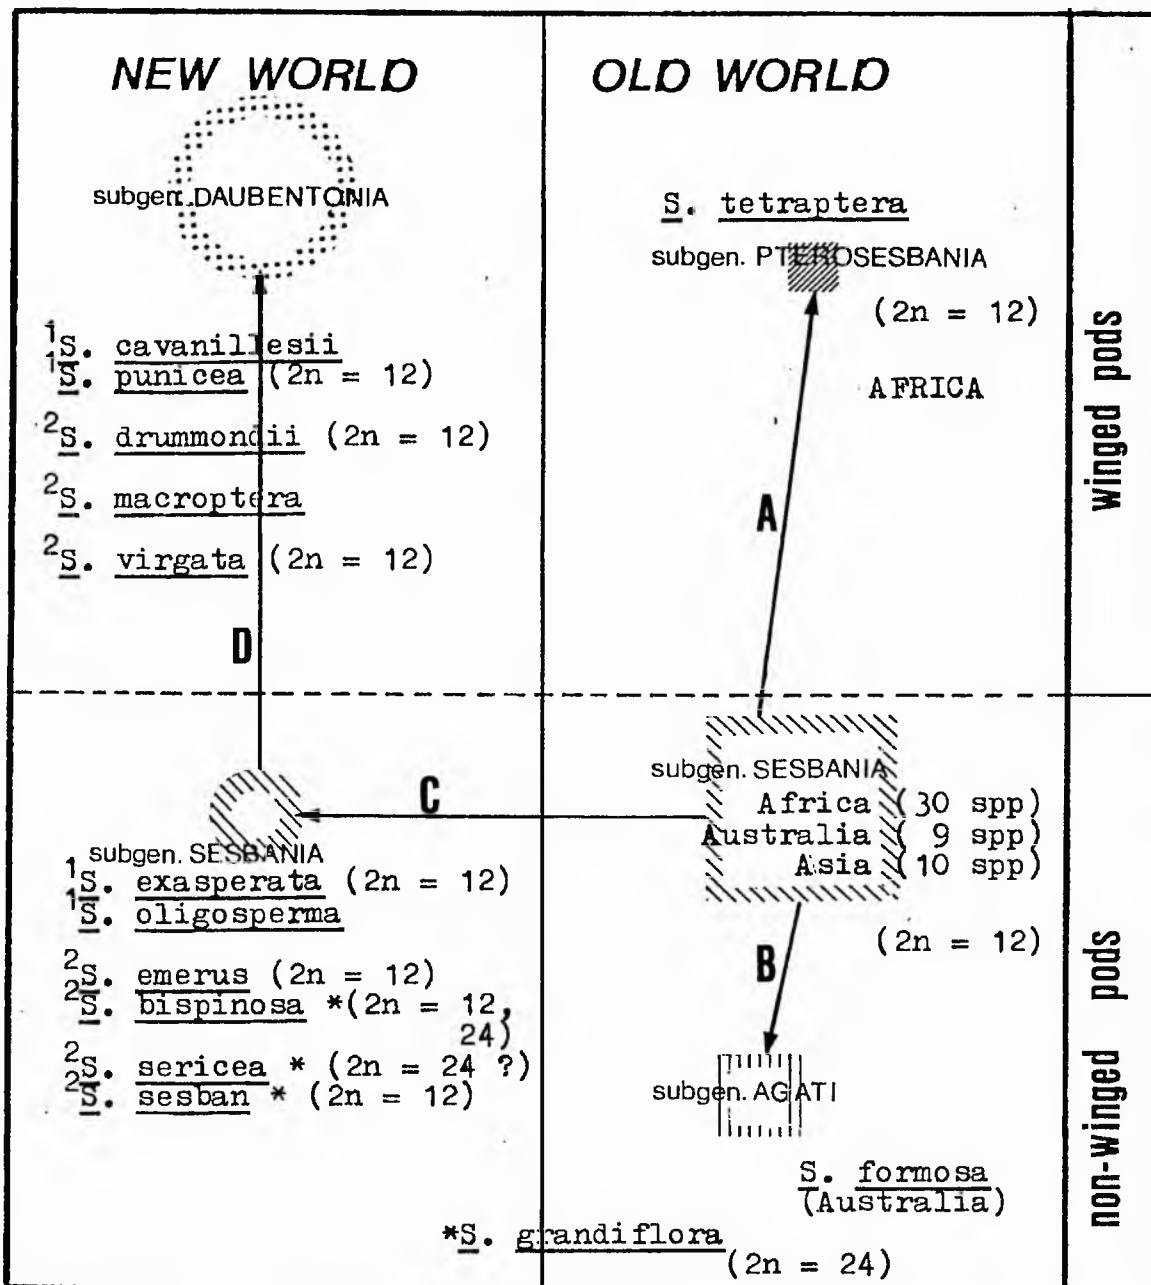 NEW WORLD
subgen. DAUBENTONIA
¹S. cavanillesii
¹S. punicea (2n = 12)
²S. drummondii (2n = 12)
²S. macroptera
²S. virgata (2n = 12)
D
OLD WORLD
S. tetraptera
subgen. PTEROSESBANIA
(2n = 12)
AFRICA
A
winged pods
C
subgen. SESBANIA
¹S. exasperata (2n = 12)
¹S. oligosperma
²S. emerus (2n = 12)
²S. bispinosa *(2n = 12,
24)
²S. sericea * (2n = 24 ?)
²S. sesban * (2n = 12)
subgen. SESBANIA
Africa (30 spp)
Australia ( 9 spp)
Asia (10 spp)
(2n = 12)
B
subgen. AGATI
S. formosa
(Australia)
*S. grandiflora
(2n = 24)
non-winged pods